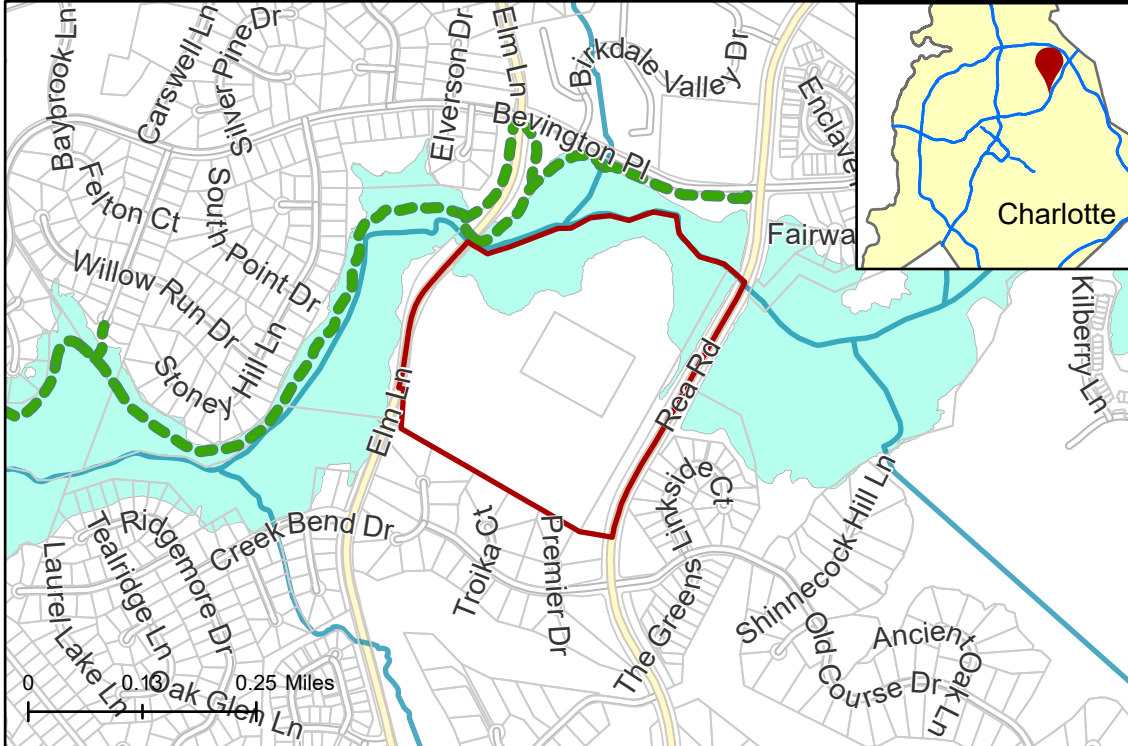 Baybrook Ln
Carswell Ln
Silver Pine Dr
Elverson Dr
Elm Ln
Birkdale Valley Dr
Enclave
Bevington Pl
Felton Ct
South Point Dr
Willow Run Dr
Stoney Hill Ln
Fairwa
Charlotte
Kilberry Ln
Elm Ln
Rea Rd
Linkside Ct
Shinnecock Hill Ln
Creek Bend Dr
Troika Ct
Premier Dr
The Greens
Old Course Dr
Ancient Oak Ln
Laurel Lake Ln
Tealridge Ln
Ridgemore Dr
Oak Glen Ln
0 0.13 0.25 Miles